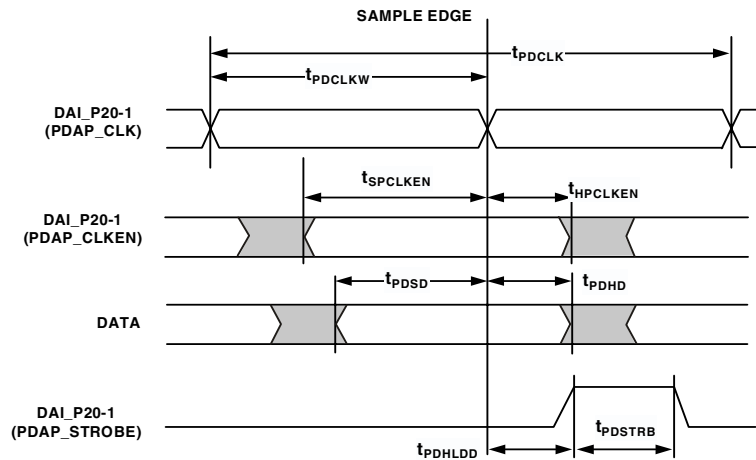 SAMPLE EDGE
tPDCLK
tPDCLKW
DAI_P20-1
(PDAP_CLK)
tSPCLKEN
tHPCLKEN
DAI_P20-1
(PDAP_CLKEN)
tPDSD
tPDHD
DATA
DAI_P20-1
(PDAP_STROBE)
tPDSTRB
tPDHLDD